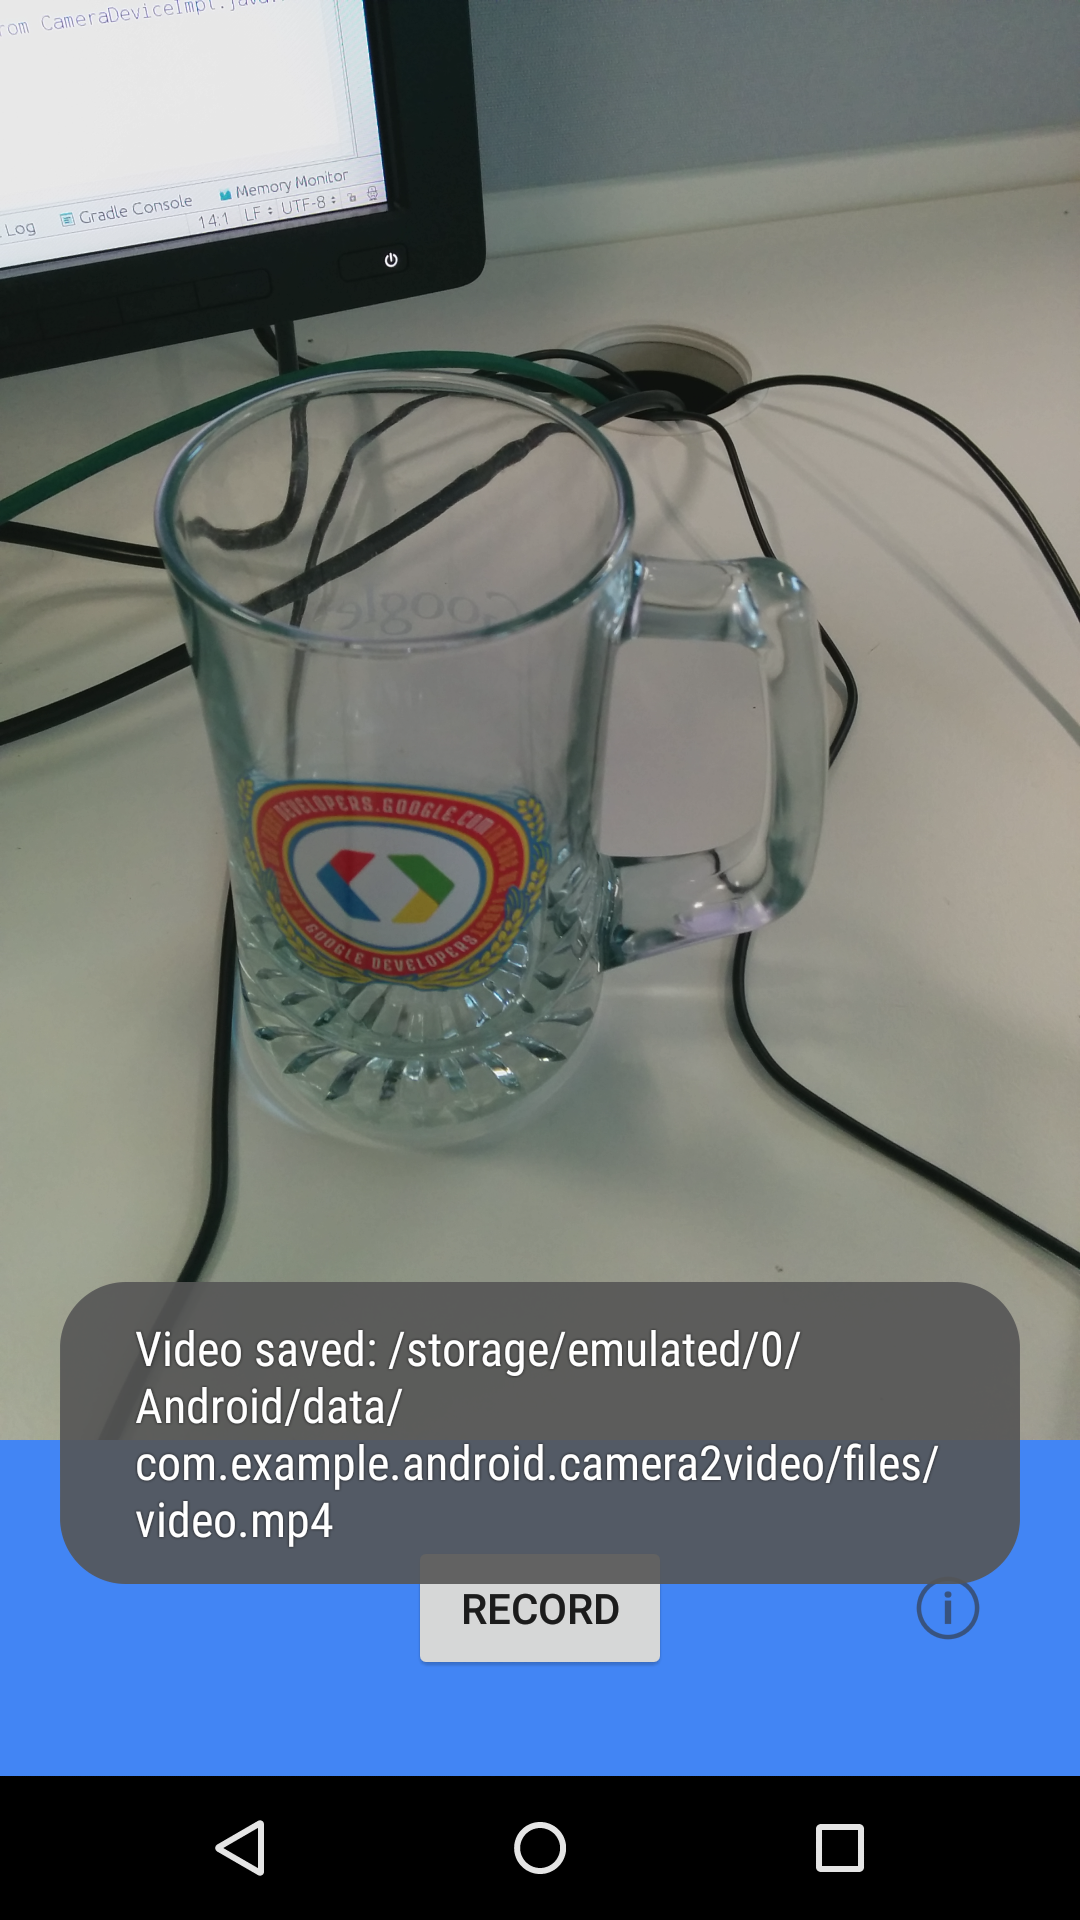 rom CameraDeviceImpl.java
Log
Gradle Console
Memory Monitor
14:1 LF UTF-8
Google
DEVELOPERS.GOOGLE.COM
GOOGLE DEVELOPERS
Video saved: /storage/emulated/0/
Android/data/
com.example.android.camera2video/files/
video.mp4
RECORD